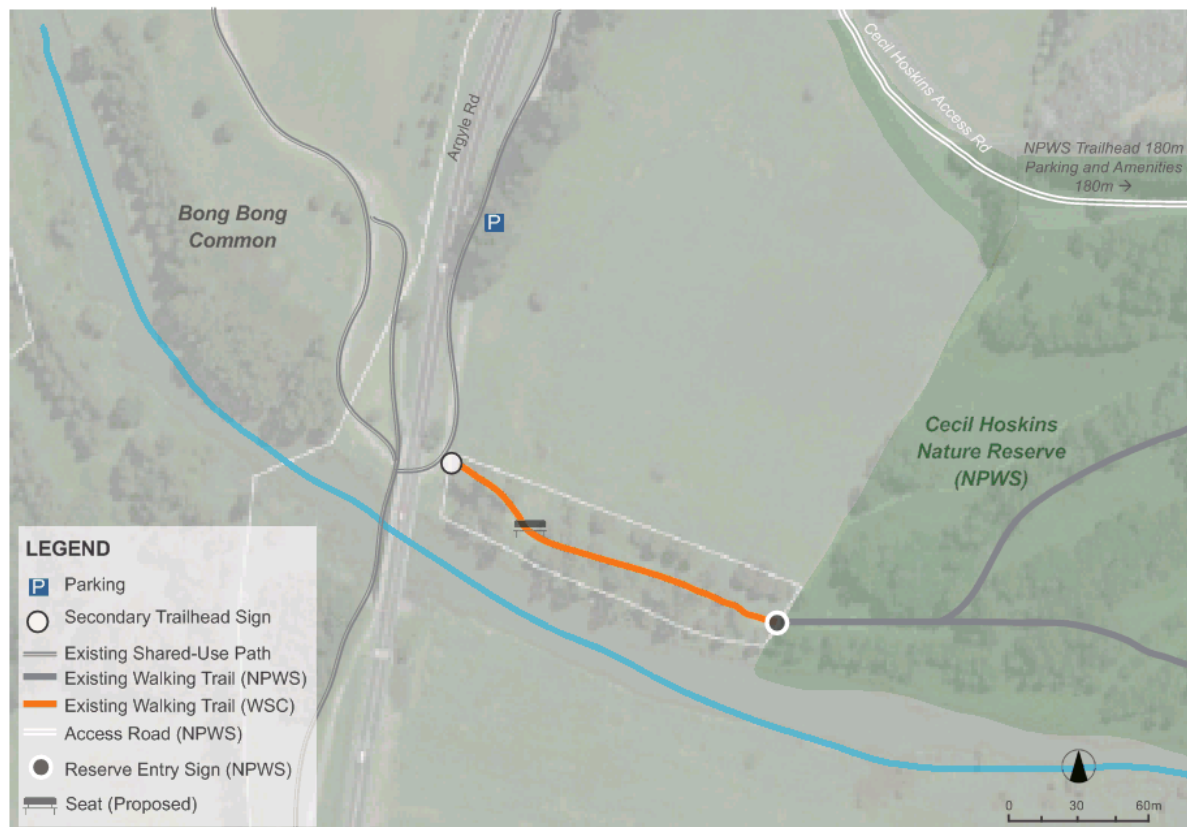 Cecil Hoskins Access Rd
Argyle Rd
NPWS Trailhead 180m
Parking and Amenities
180m →
Bong Bong
Common
P
Cecil Hoskins
Nature Reserve
(NPWS)
LEGEND
P Parking
Secondary Trailhead Sign
Existing Shared-Use Path
Existing Walking Trail (NPWS)
Existing Walking Trail (WSC)
Access Road (NPWS)
Reserve Entry Sign (NPWS)
Seat (Proposed)
0 30 60m